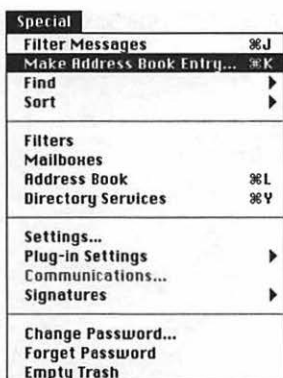 Special
Filter Messages ⌘J
Make Address Book Entry... ⌘K
Find
Sort
Filters
Mailboxes
Address Book ⌘L
Directory Services ⌘Y
Settings...
Plug-in Settings
Communications...
Signatures
Change Password...
Forget Password
Empty Trash